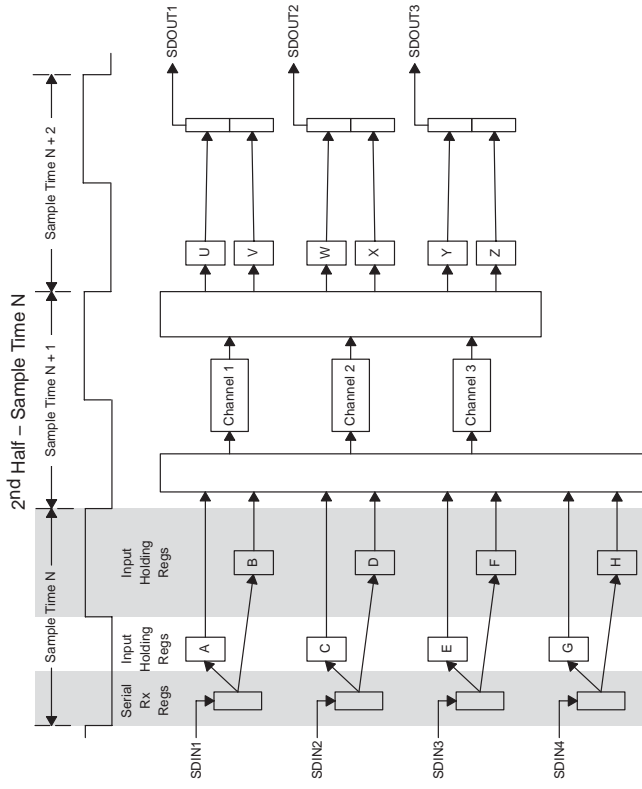 2nd Half – Sample Time N
Sample Time N
Sample Time N + 1
Sample Time N + 2
Serial
Rx
Regs
Input
Holding
Regs
Input
Holding
Regs
SDIN1
A
B
Channel 1
U
V
SDOUT1
SDIN2
C
D
Channel 2
W
X
SDOUT2
SDIN3
E
F
Channel 3
Y
Z
SDOUT3
SDIN4
G
H